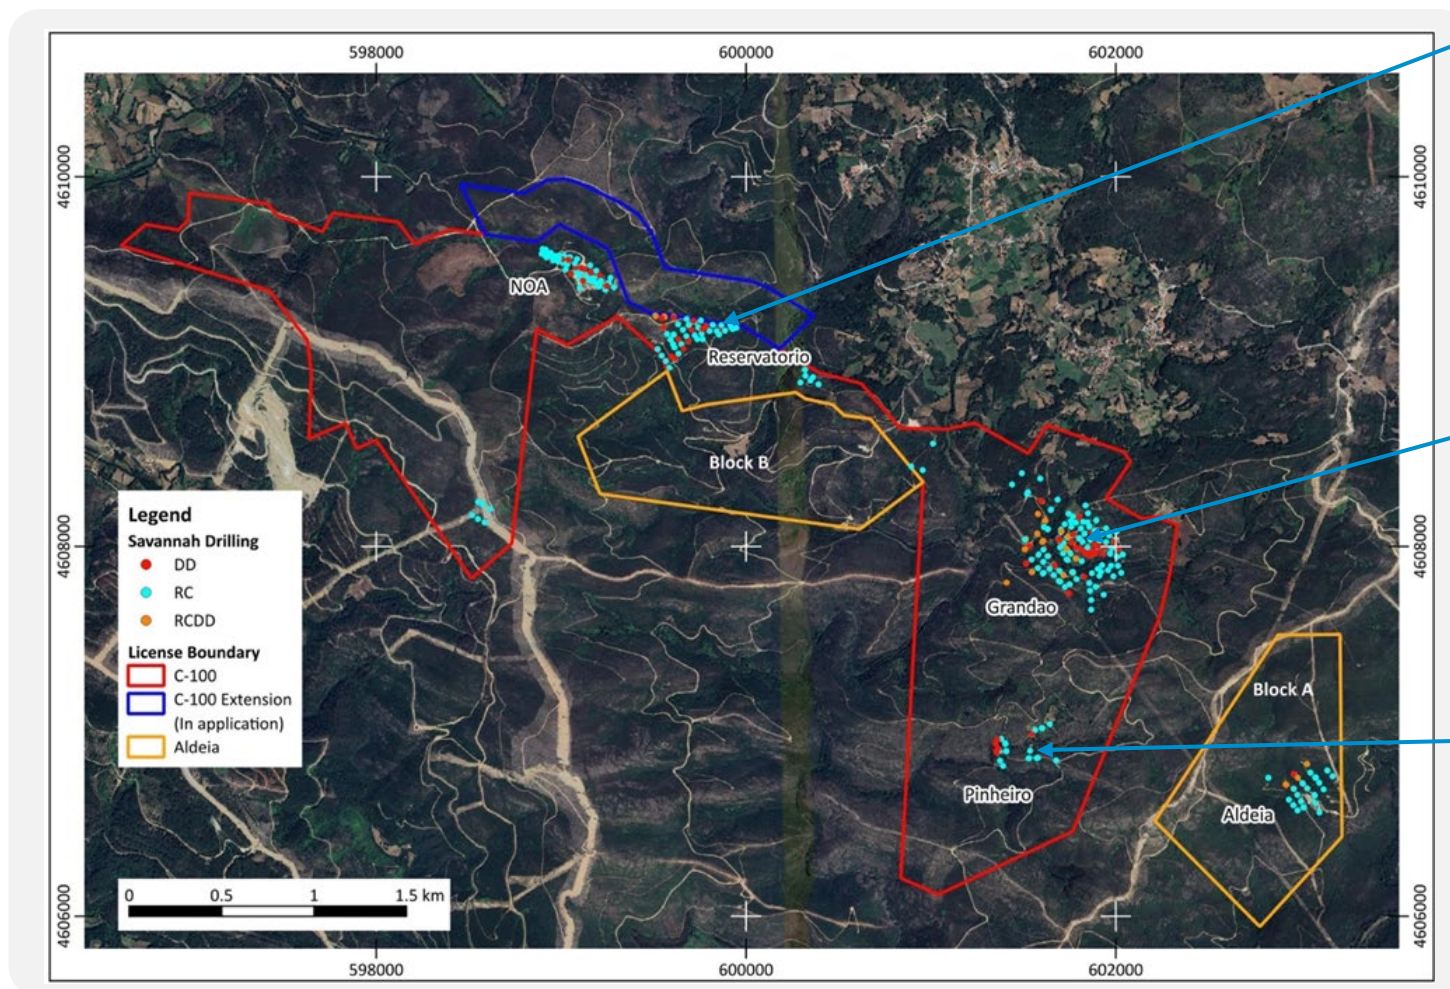 598000
600000
602000
4610000
4610000
NOA
Reservatorio
Block B
Legend
Savannah Drilling
DD
RC
RCDD
4608000
4608000
Grandao
License Boundary
C-100
C-100 Extension
(In application)
Aldeia
Block A
Pinheiro
Aldeia
0 0.5 1 1.5 km
4606000
4606000
598000
600000
602000